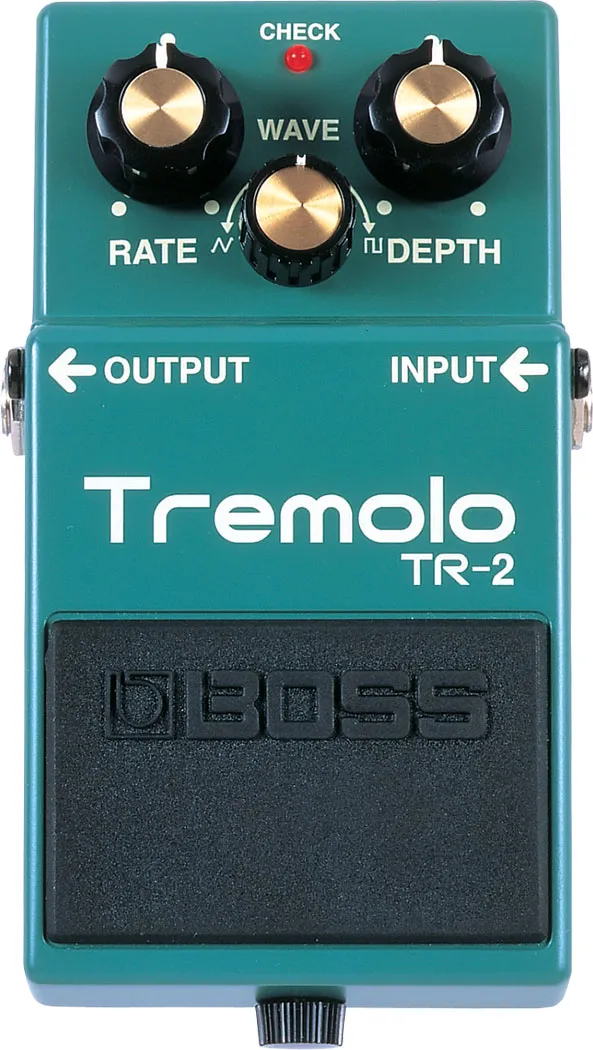 CHECK
WAVE
RATE DEPTH
OUTPUT INPUT
Tremolo
TR-2
BOSS